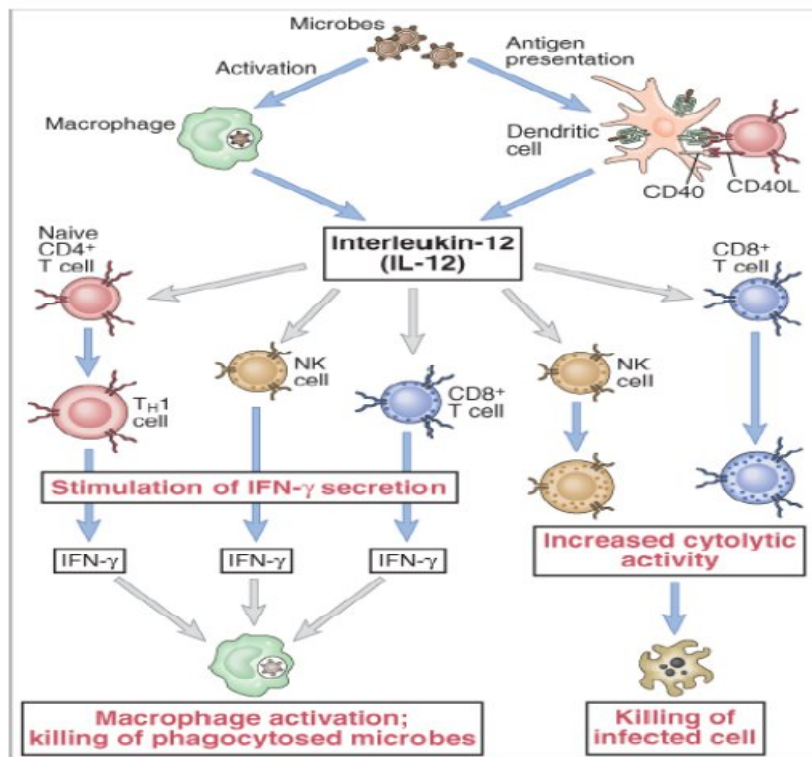 Microbes
Activation
Antigen
presentation
Macrophage
Dendritic
cell
CD40
CD40L
Naive
CD4+
T cell
Interleukin-12
(IL-12)
CD8+
T cell
NK
cell
CD8+
T cell
NK
cell
TH1
cell
Stimulation of IFN-γ secretion
Increased cytolytic
activity
IFN-γ
IFN-γ
IFN-γ
Macrophage activation;
killing of phagocytosed microbes
Killing of
infected cell